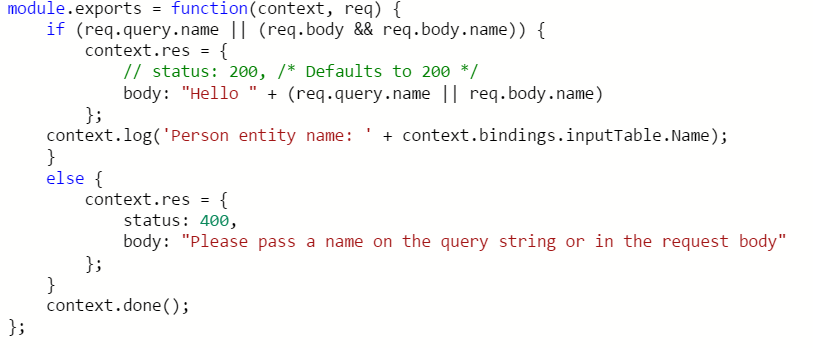 module.exports = function(context, req) {
    if (req.query.name || (req.body && req.body.name)) {
        context.res = {
            // status: 200, /* Defaults to 200 */
            body: "Hello " + (req.query.name || req.body.name)
        };
    context.log('Person entity name: ' + context.bindings.inputTable.Name);
    }
    else {
        context.res = {
            status: 400,
            body: "Please pass a name on the query string or in the request body"
        };
    }
    context.done();
};